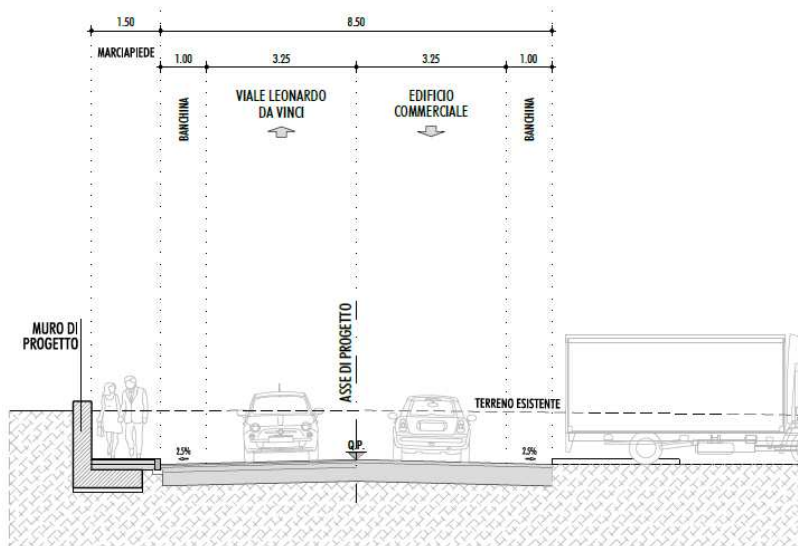 1.50
8.50
MARCIAPIEDE
1.00
3.25
3.25
1.00
BANCHINA
VIALE LEONARDO
DA VINCI
EDIFICIO
COMMERCIALE
BANCHINA
MURO DI
PROGETTO
ASSE DI PROGETTO
TERRENO ESISTENTE
2.5%
Q.P.
2.5%